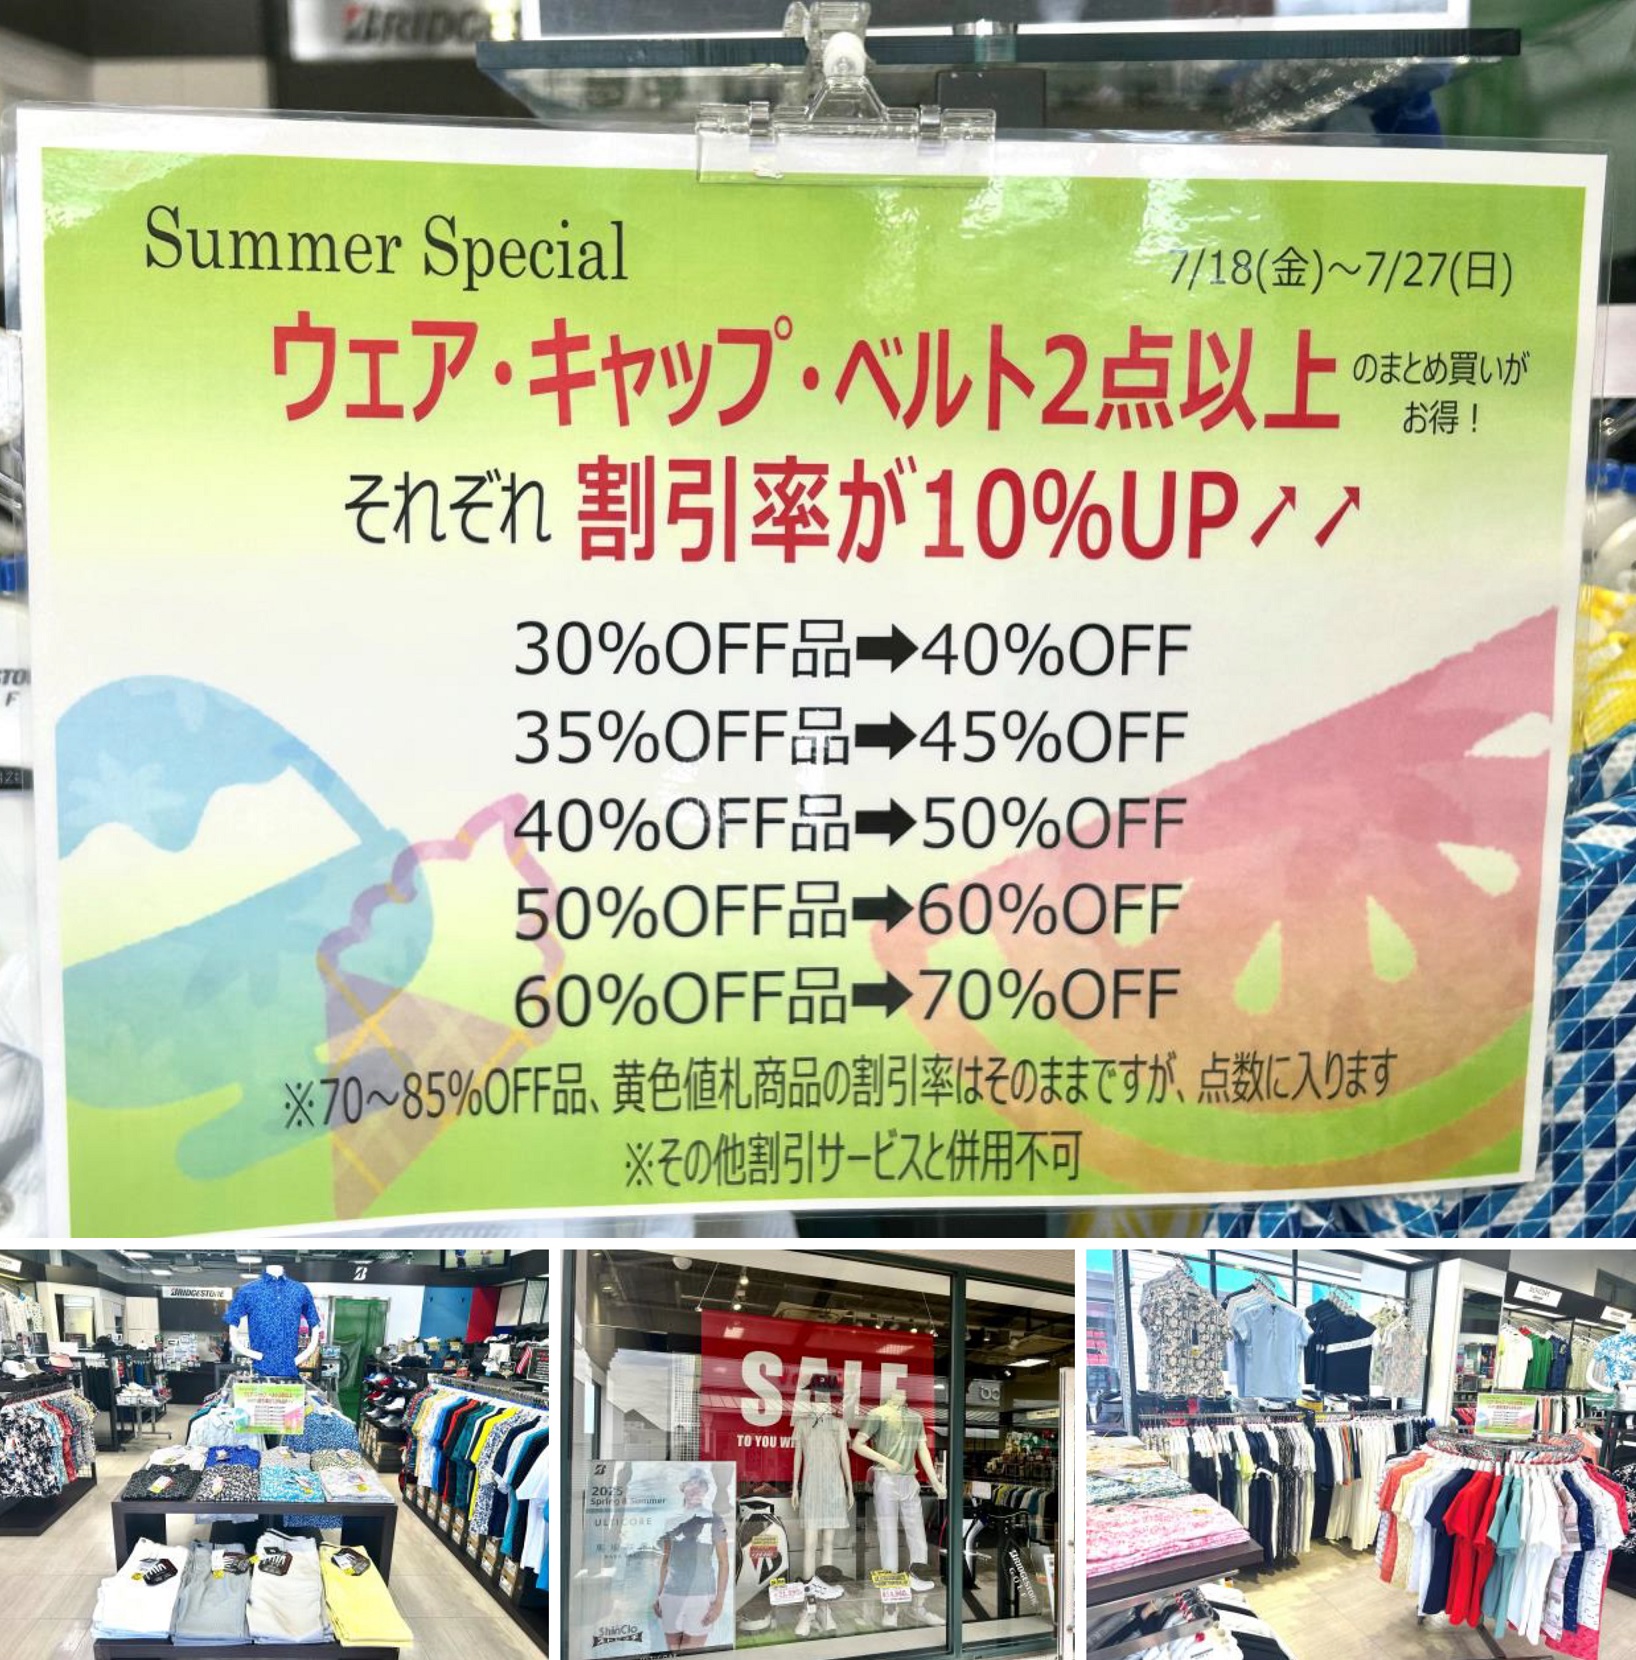 BRIDGE
Summer Special
7/18(金)～7/27(日)
ウェア・キャップ・ベルト2点以上
のまとめ買いが
お得！
それぞれ 割引率が10%UP↗↗
30%OFF品➡40%OFF
35%OFF品➡45%OFF
40%OFF品➡50%OFF
50%OFF品➡60%OFF
60%OFF品➡70%OFF
※70～85%OFF品、黄色値札商品の割引率はそのままですが、点数に入ります
※その他割引サービスと併用不可
BRIDGESTONE
SALE
TO YOU WI
2025
Spring & Summer
ULTICORE
ShinClo
BRIDGESTONE
GOLF